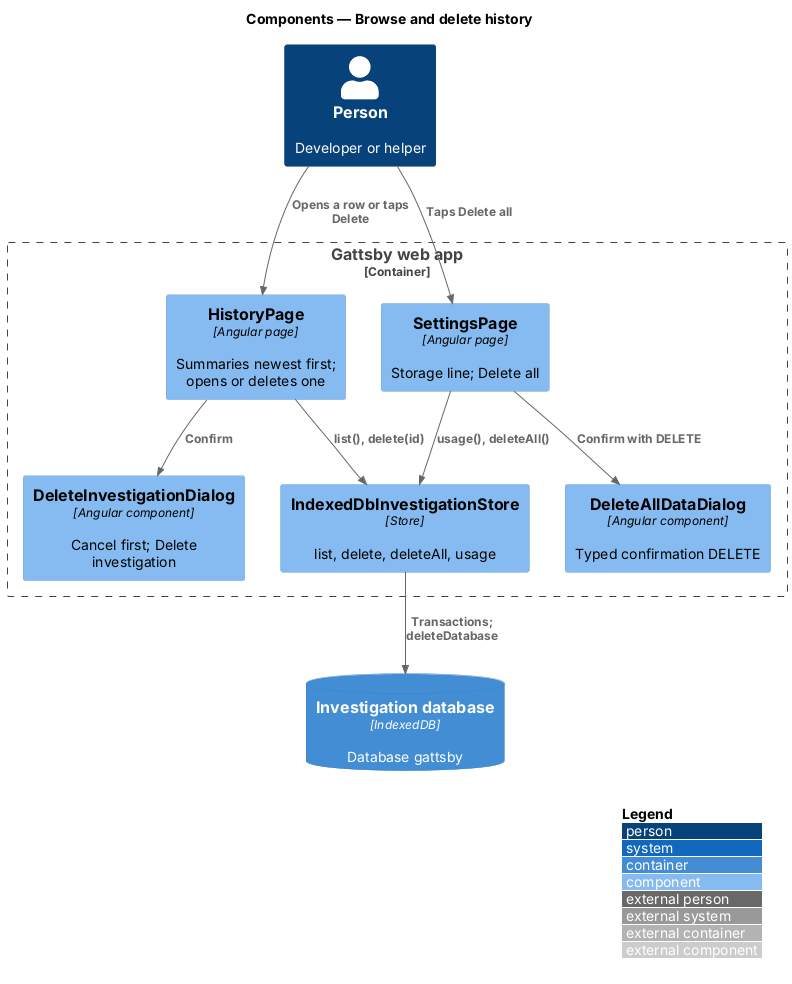 Components — Browse and delete history
Person
Developer or helper
Opens a row or taps
Delete
Taps Delete all
Gattsby web app
[Container]
HistoryPage
[Angular page]
Summaries newest first;
opens or deletes one
SettingsPage
[Angular page]
Storage line; Delete all
Confirm
list(), delete(id)
usage(), deleteAll()
Confirm with DELETE
DeleteInvestigationDialog
[Angular component]
Cancel first; Delete
investigation
IndexedDbInvestigationStore
[Store]
list, delete, deleteAll, usage
DeleteAllDataDialog
[Angular component]
Typed confirmation DELETE
Transactions;
deleteDatabase
Investigation database
[IndexedDB]
Database gattsby
Legend
person
system
container
component
external person
external system
external container
external component